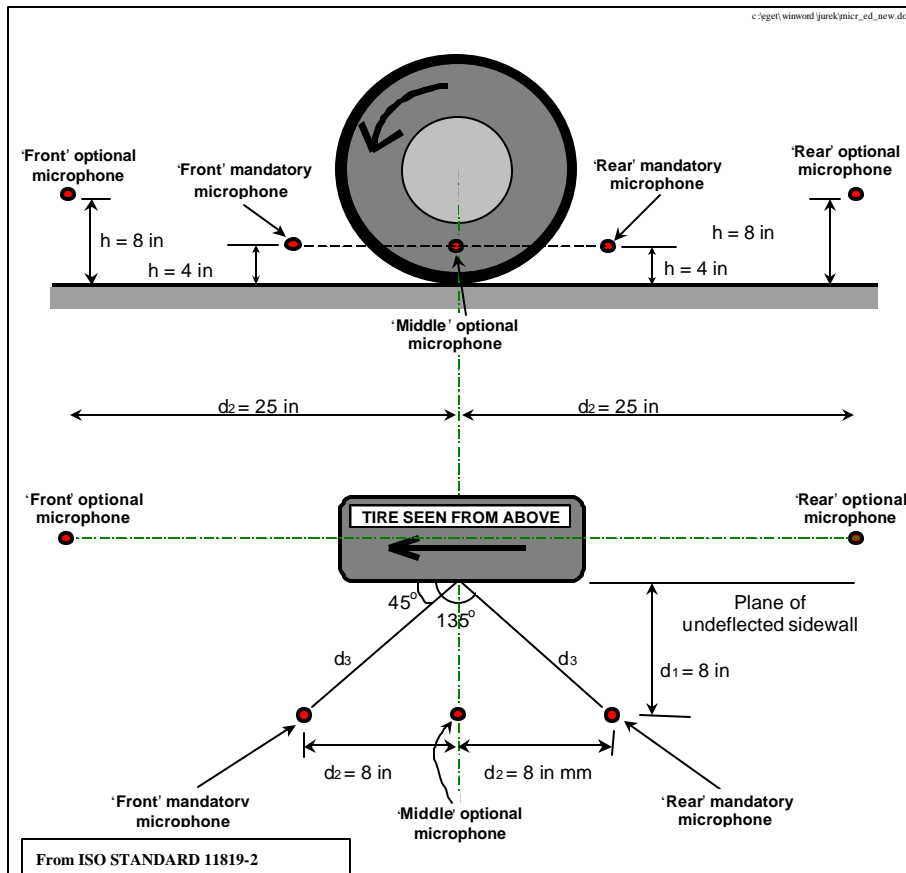 c:\eget\winword\jurek\micr_ed_new.do
'Front' optional
microphone
'Front' mandatory
microphone
'Rear' mandatory
microphone
'Rear' optional
microphone
h = 8 in
h = 4 in
h = 8 in
h = 4 in
'Middle' optional
microphone
d2 = 25 in
d2 = 25 in
'Front' optional
microphone
TIRE SEEN FROM ABOVE
'Rear' optional
microphone
45°
135°
Plane of
undeflected sidewall
d3
d3
d1 = 8 in
d2 = 8 in
d2 = 8 in mm
'Front' mandatory
microphone
'Middle' optional
microphone
'Rear' mandatory
microphone
From ISO STANDARD 11819-2